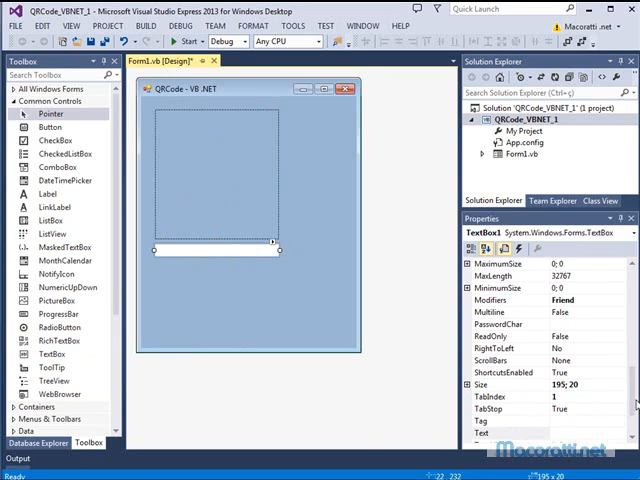 QRCode_VBNET_1 - Microsoft Visual Studio Express 2013 for Windows Desktop
Quick Launch (Ctrl+Q)
FILE EDIT VIEW PROJECT BUILD DEBUG TEAM FORMAT TOOLS TEST WINDOW HELP
Macoratti .net
Start Debug Any CPU
Toolbox
Search Toolbox
All Windows Forms
Common Controls
Pointer
Button
CheckBox
CheckedListBox
ComboBox
DateTimePicker
Label
LinkLabel
ListBox
ListView
MaskedTextBox
MonthCalendar
NotifyIcon
NumericUpDown
PictureBox
ProgressBar
RadioButton
RichTextBox
TextBox
ToolTip
TreeView
WebBrowser
Containers
Menus & Toolbars
Data
Database Explorer Toolbox
Output
Ready
22 , 232
195 x 20
Form1.vb [Design]*
QRCode - VB .NET
Solution Explorer
Search Solution Explorer (Ctrl+ç)
Solution 'QRCode_VBNET_1' (1 project)
QRCode_VBNET_1
My Project
App.config
Form1.vb
Solution Explorer Team Explorer Class View
Properties
TextBox1 System.Windows.Forms.TextBox
MaximumSize 0; 0
MaxLength 32767
MinimumSize 0; 0
Modifiers Friend
Multiline False
PasswordChar
ReadOnly False
RightToLeft No
ScrollBars None
ShortcutsEnabled True
Size 195; 20
TabIndex 1
TabStop True
Tag
Text
Macoratti.net